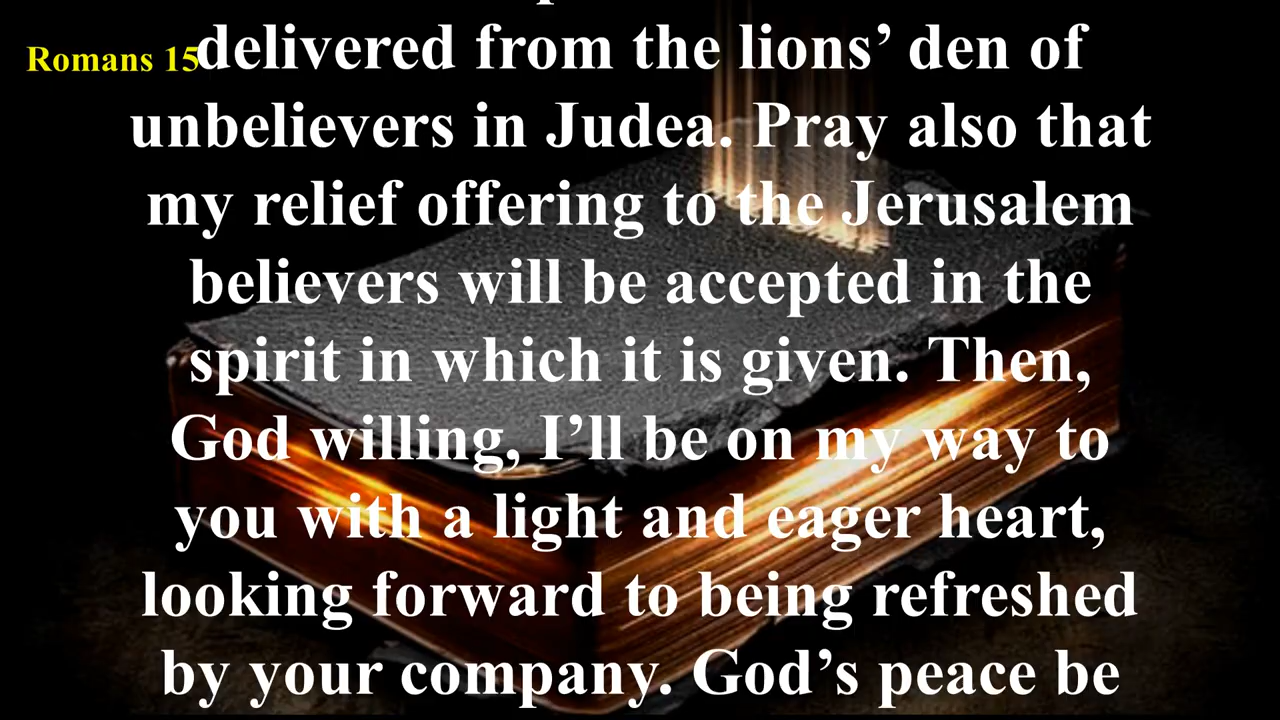 Romans 15
delivered from the lions’ den of
unbelievers in Judea. Pray also that
my relief offering to the Jerusalem
believers will be accepted in the
spirit in which it is given. Then,
God willing, I’ll be on my way to
you with a light and eager heart,
looking forward to being refreshed
by your company. God’s peace be